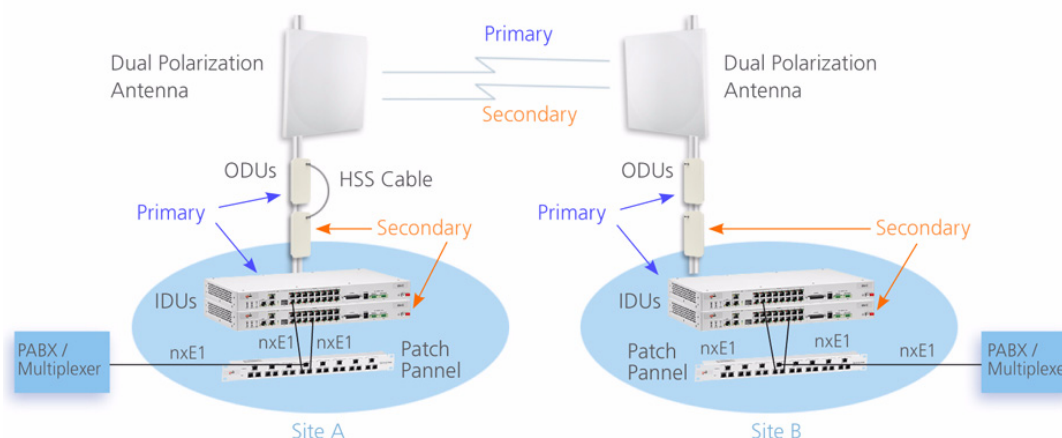 Primary
Dual Polarization
Antenna
Dual Polarization
Antenna
Secondary
ODUs
HSS Cable
Primary
Secondary
ODUs
Primary
Secondary
IDUs
IDUs
nxE1
nxE1
nxE1
Patch
Pannel
PABX /
Multiplexer
Patch
Pannel
nxE1
nxE1
nxE1
PABX /
Multiplexer
Site A
Site B